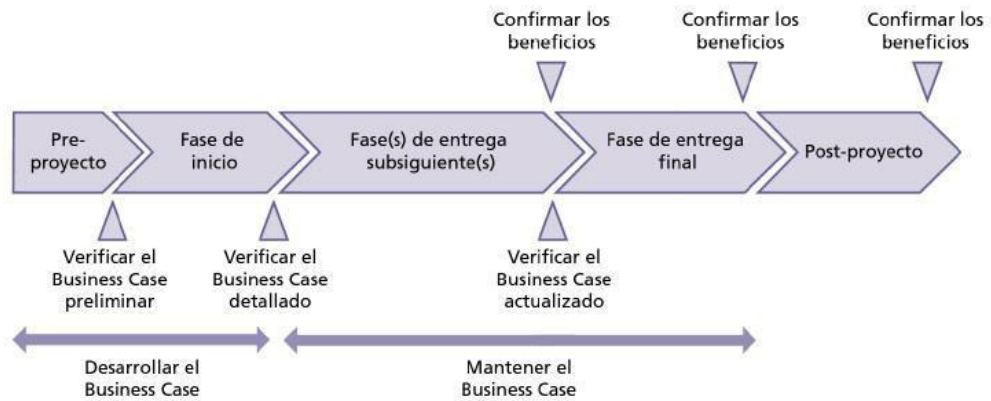 Confirmar los
beneficios
Confirmar los
beneficios
Confirmar los
beneficios
Pre-
proyecto
Fase de
inicio
Fase(s) de entrega
subsiguiente(s)
Fase de entrega
final
Post-proyecto
Verificar el
Business Case
preliminar
Verificar el
Business Case
detallado
Verificar el
Business Case
actualizado
Desarrollar el
Business Case
Mantener el
Business Case